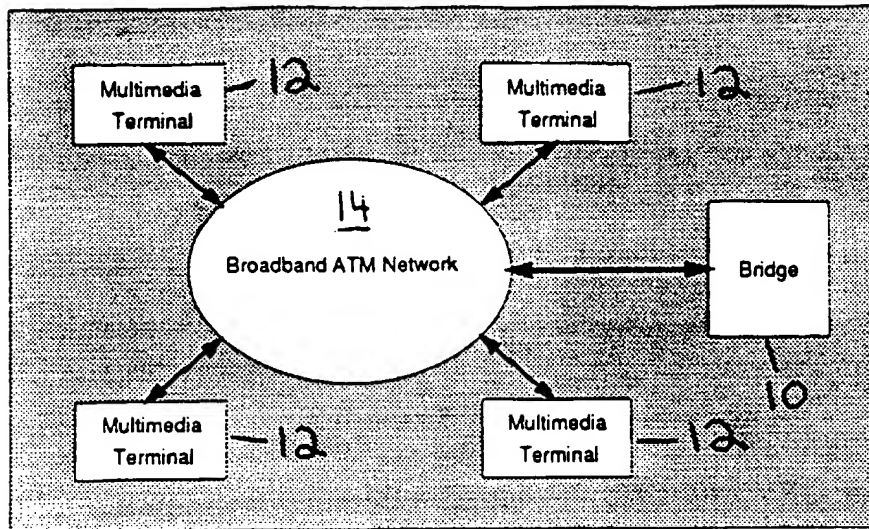 Multimedia
Terminal
12
Multimedia
Terminal
12
14
Broadband ATM Network
Bridge
10
Multimedia
Terminal
12
Multimedia
Terminal
12